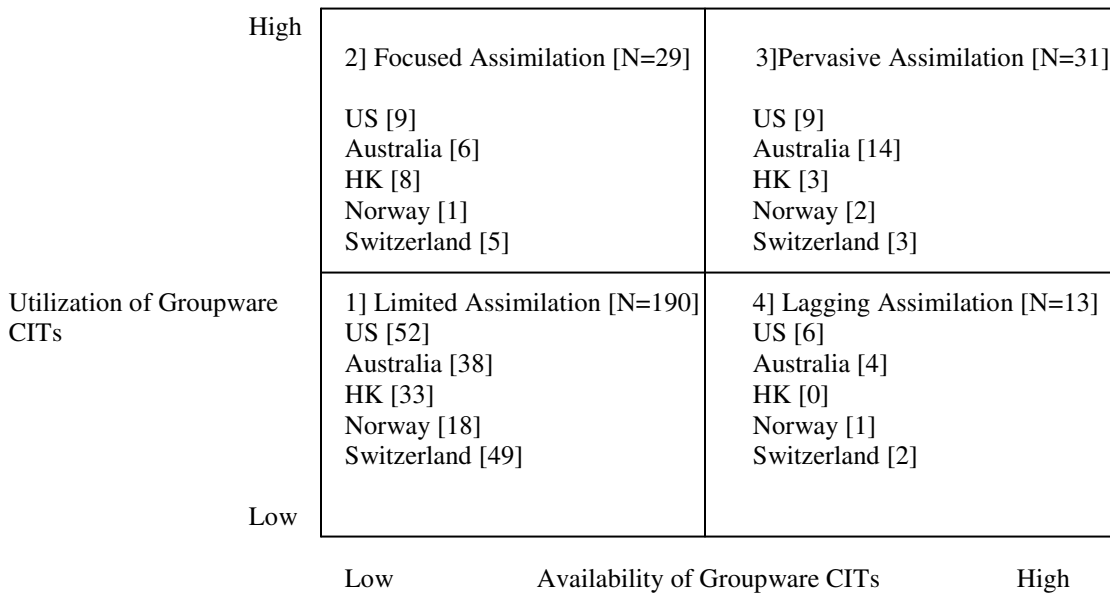 High
2] Focused Assimilation [N=29]
US [9]
Australia [6]
HK [8]
Norway [1]
Switzerland [5]
3]Pervasive Assimilation [N=31]
US [9]
Australia [14]
HK [3]
Norway [2]
Switzerland [3]
Utilization of Groupware
CITs
1] Limited Assimilation [N=190]
US [52]
Australia [38]
HK [33]
Norway [18]
Switzerland [49]
4] Lagging Assimilation [N=13]
US [6]
Australia [4]
HK [0]
Norway [1]
Switzerland [2]
Low
Low Availability of Groupware CITs High